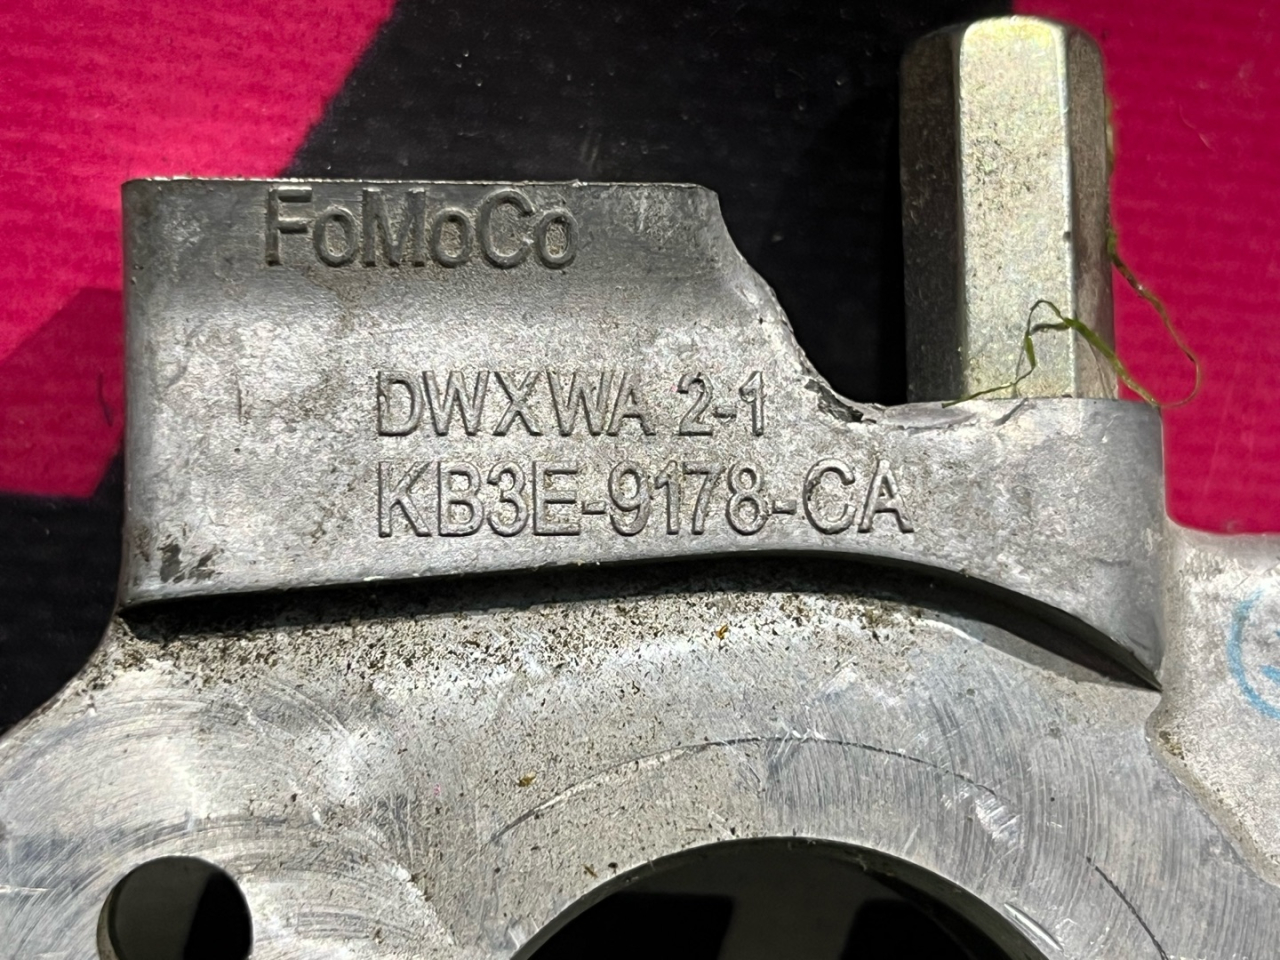 FoMoCo
DWXWA 2-1
KB3E-9178-CA